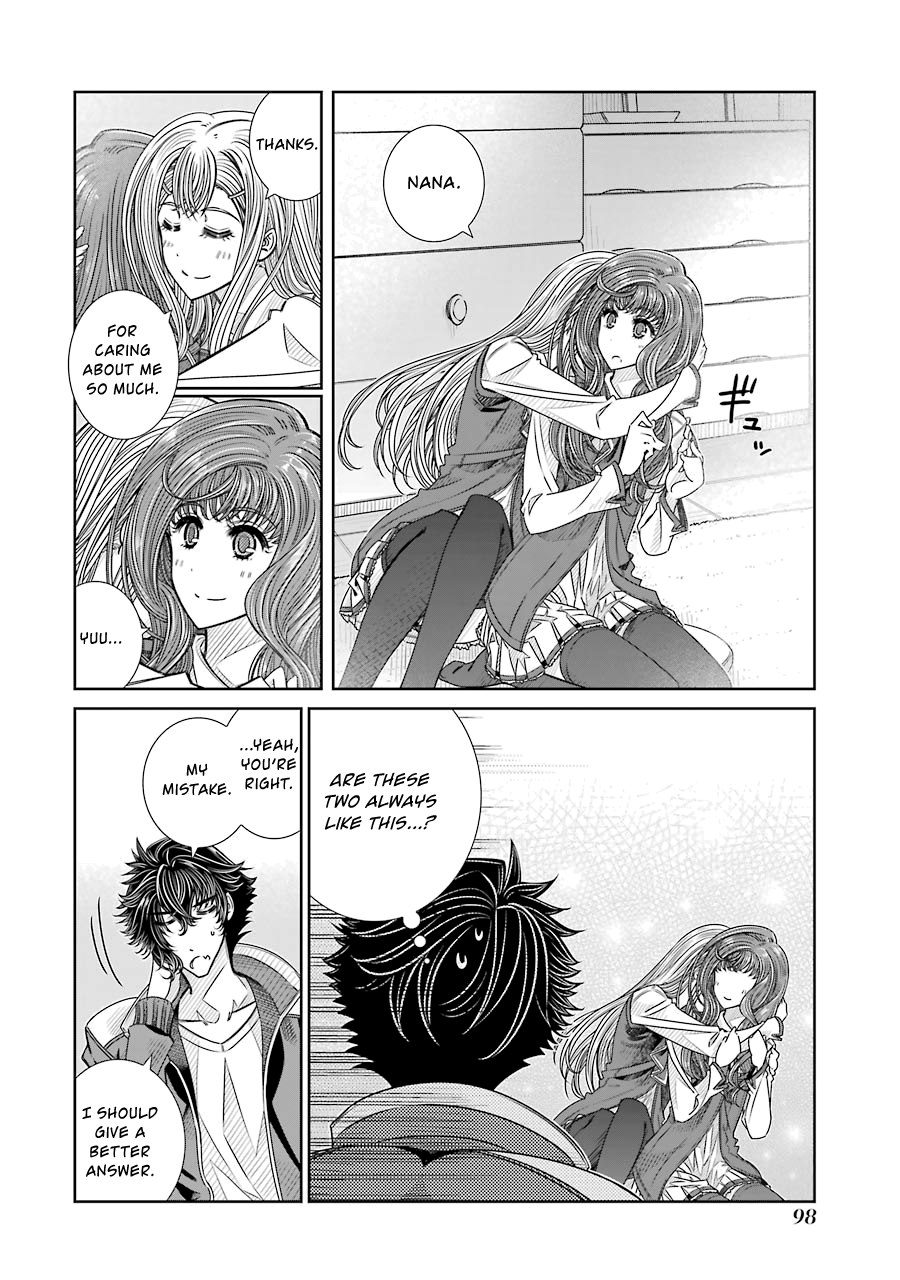 NANA.
ギュッ
THANKS.
FOR
CARING
ABOUT ME
SO MUCH.
YUU...
ARE THESE
TWO ALWAYS
LIKE THIS...?
...YEAH,
YOU'RE
RIGHT.
MY
MISTAKE.
I SHOULD
GIVE A
BETTER
ANSWER.
98